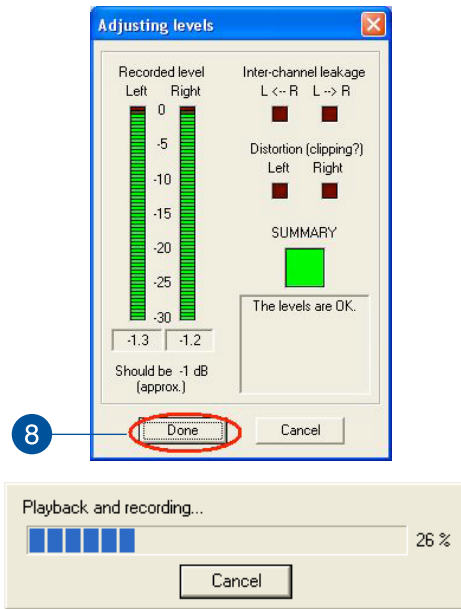 Adjusting levels
Recorded level
Left Right
0
-5
-10
-15
-20
-25
-30
-1.3 -1.2
Should be -1 dB
(approx.)
Inter-channel leakage
L <-- R L --> R
Distortion (clipping?)
Left Right
SUMMARY
The levels are OK.
8
Done Cancel
Playback and recording...
26 %
Cancel